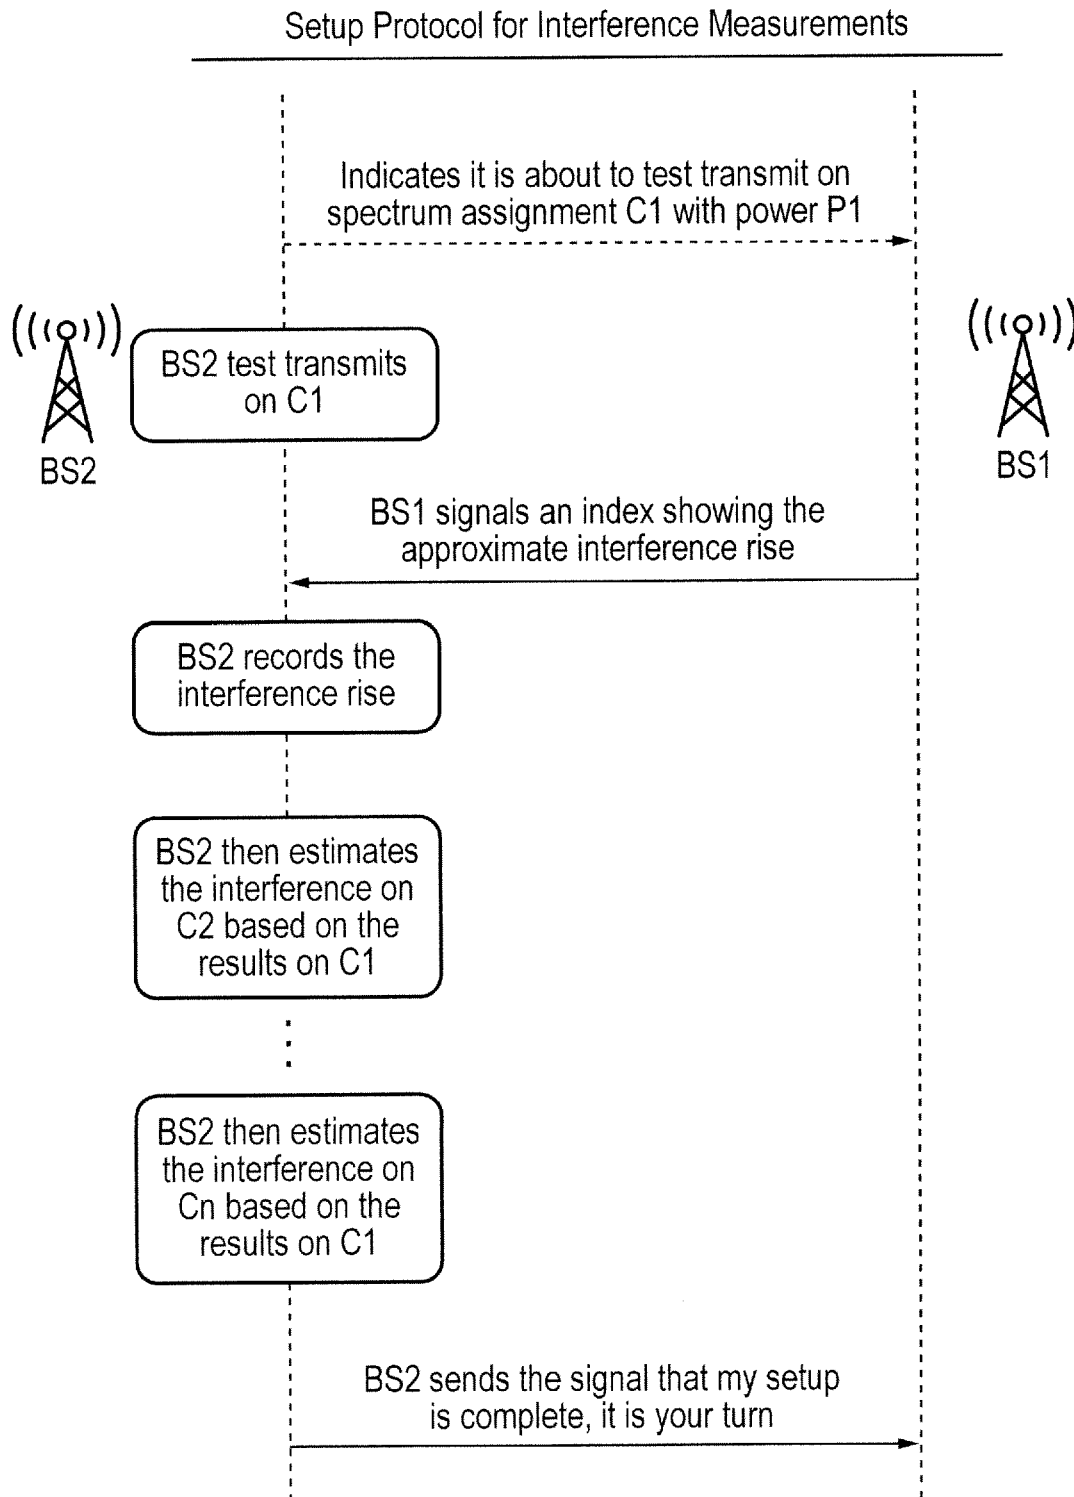 Setup Protocol for Interference Measurements
Indicates it is about to test transmit on
spectrum assignment C1 with power P1
BS2 test transmits
on C1
BS2
BS1
BS1 signals an index showing the
approximate interference rise
BS2 records the
interference rise
BS2 then estimates
the interference on
C2 based on the
results on C1
BS2 then estimates
the interference on
Cn based on the
results on C1
BS2 sends the signal that my setup
is complete, it is your turn